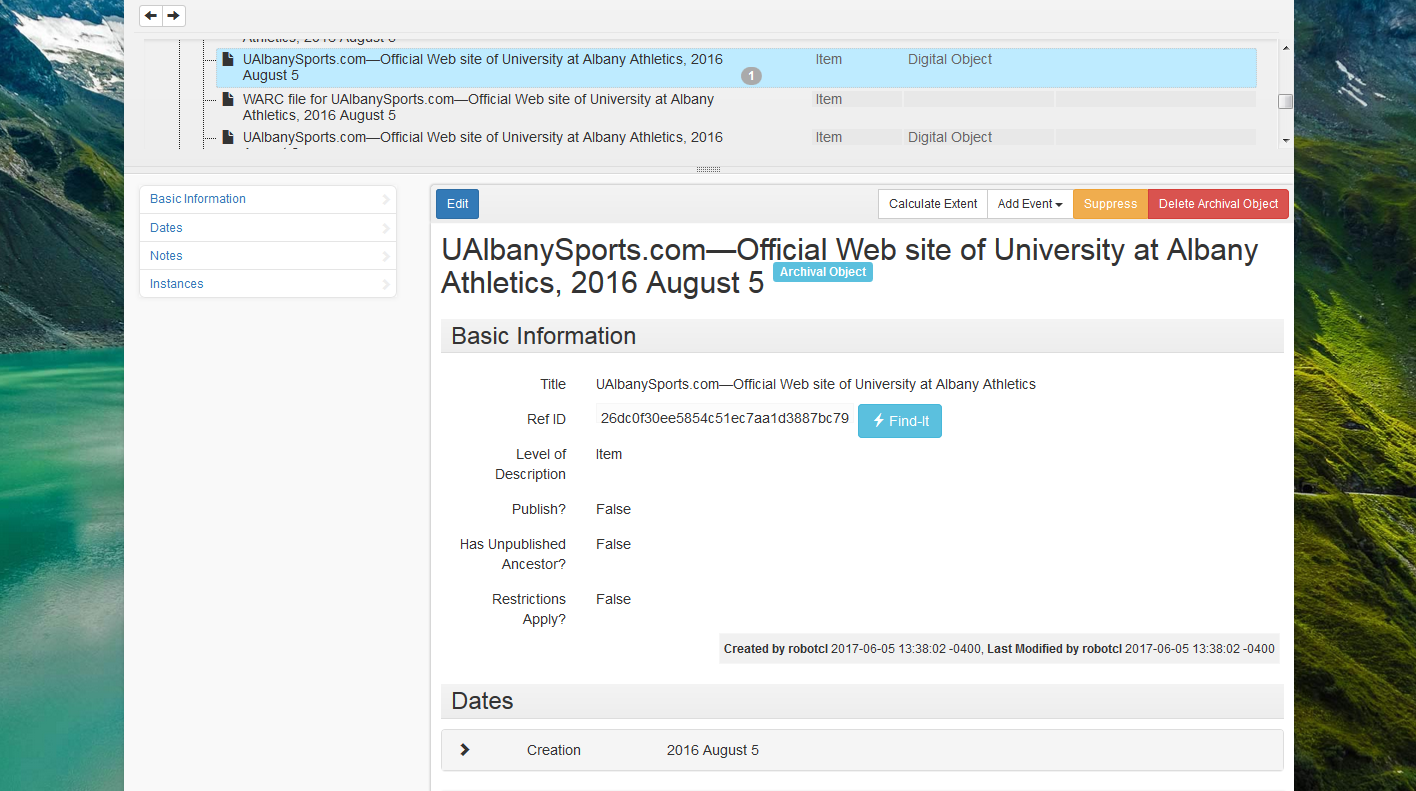 Athletics, 2016 August 5
UAlbanySports.com—Official Web site of University at Albany Athletics, 2016 Item Digital Object
August 5 1
WARC file for UAlbanySports.com—Official Web site of University at Albany Item
Athletics, 2016 August 5
UAlbanySports.com—Official Web site of University at Albany Athletics, 2016 Item Digital Object
Basic Information
Dates
Notes
Instances
Edit Calculate Extent Add Event Suppress Delete Archival Object
UAlbanySports.com—Official Web site of University at Albany
Athletics, 2016 August 5 Archival Object
Basic Information
Title UAlbanySports.com—Official Web site of University at Albany Athletics
Ref ID 26dc0f30ee5854c51ec7aa1d3887bc79 Find-It
Level of Item
Description
Publish? False
Has Unpublished False
Ancestor?
Restrictions False
Apply?
Created by robotcl 2017-06-05 13:38:02 -0400, Last Modified by robotcl 2017-06-05 13:38:02 -0400
Dates
Creation 2016 August 5